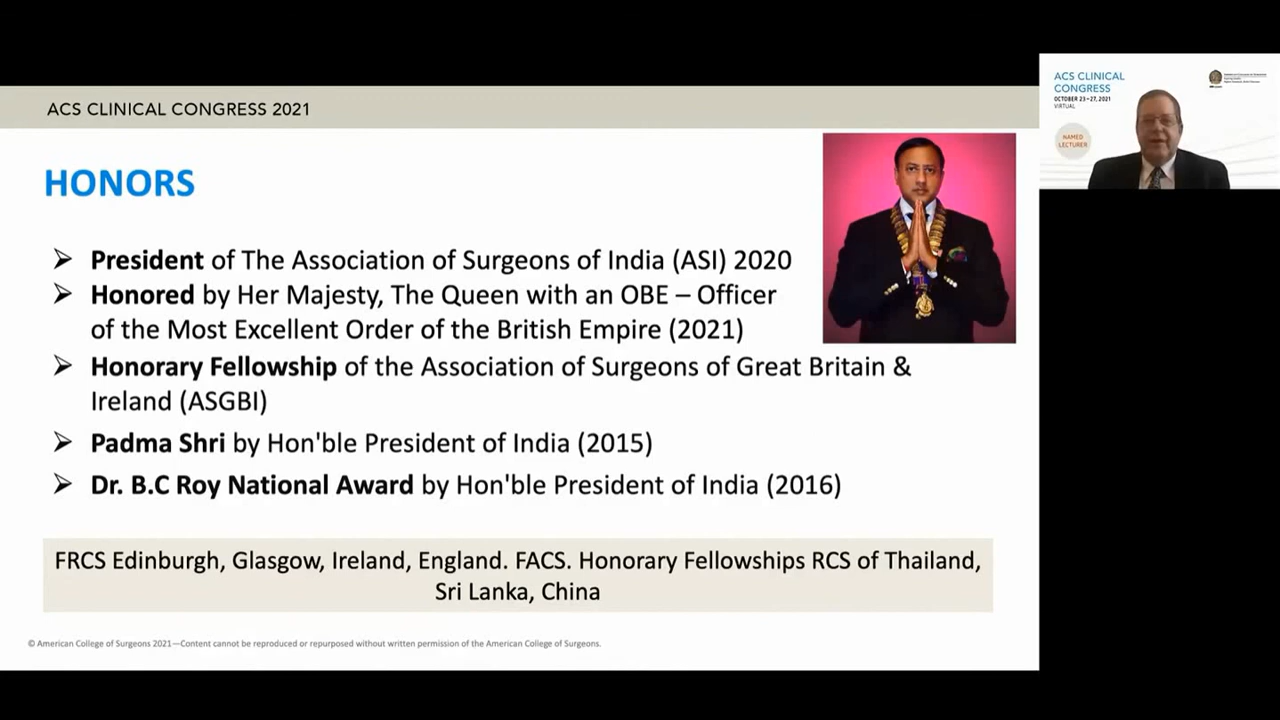 ACS CLINICAL CONGRESS 2021
HONORS
President of The Association of Surgeons of India (ASI) 2020
Honored by Her Majesty, The Queen with an OBE – Officer
of the Most Excellent Order of the British Empire (2021)
Honorary Fellowship of the Association of Surgeons of Great Britain &
Ireland (ASGBI)
Padma Shri by Hon'ble President of India (2015)
Dr. B.C Roy National Award by Hon'ble President of India (2016)
FRCS Edinburgh, Glasgow, Ireland, England. FACS. Honorary Fellowships RCS of Thailand,
Sri Lanka, China
© American College of Surgeons 2021—Content cannot be reproduced or repurposed without written permission of the American College of Surgeons.
ACS CLINICAL
CONGRESS
OCTOBER 23–27, 2021
VIRTUAL
NAMED
LECTURER